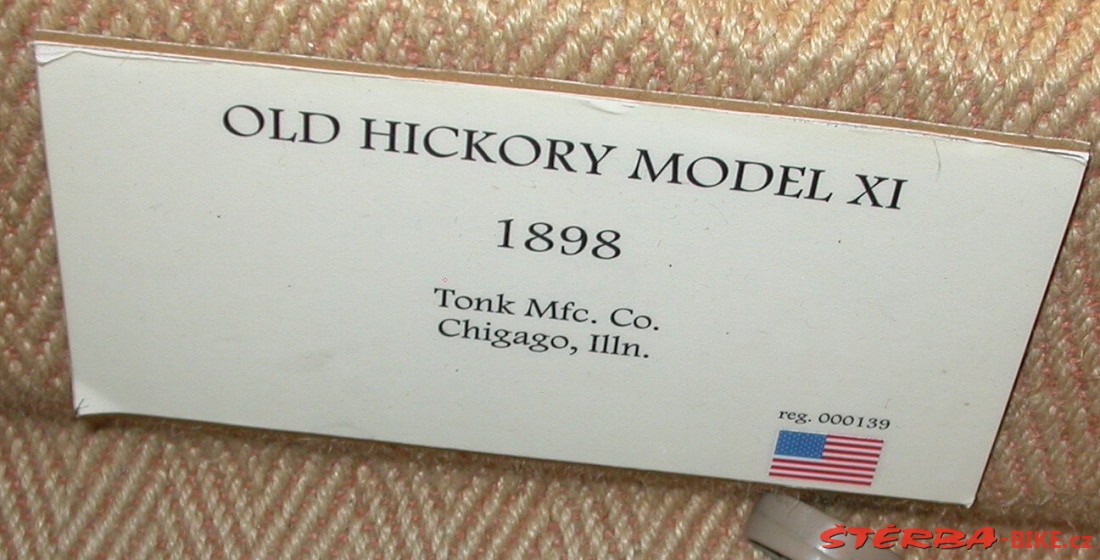 OLD HICKORY MODEL XI
1898
Tonk Mfc. Co.
Chigago, Illn.
reg. 000139
ŠTĚRBA-BIKE.cz